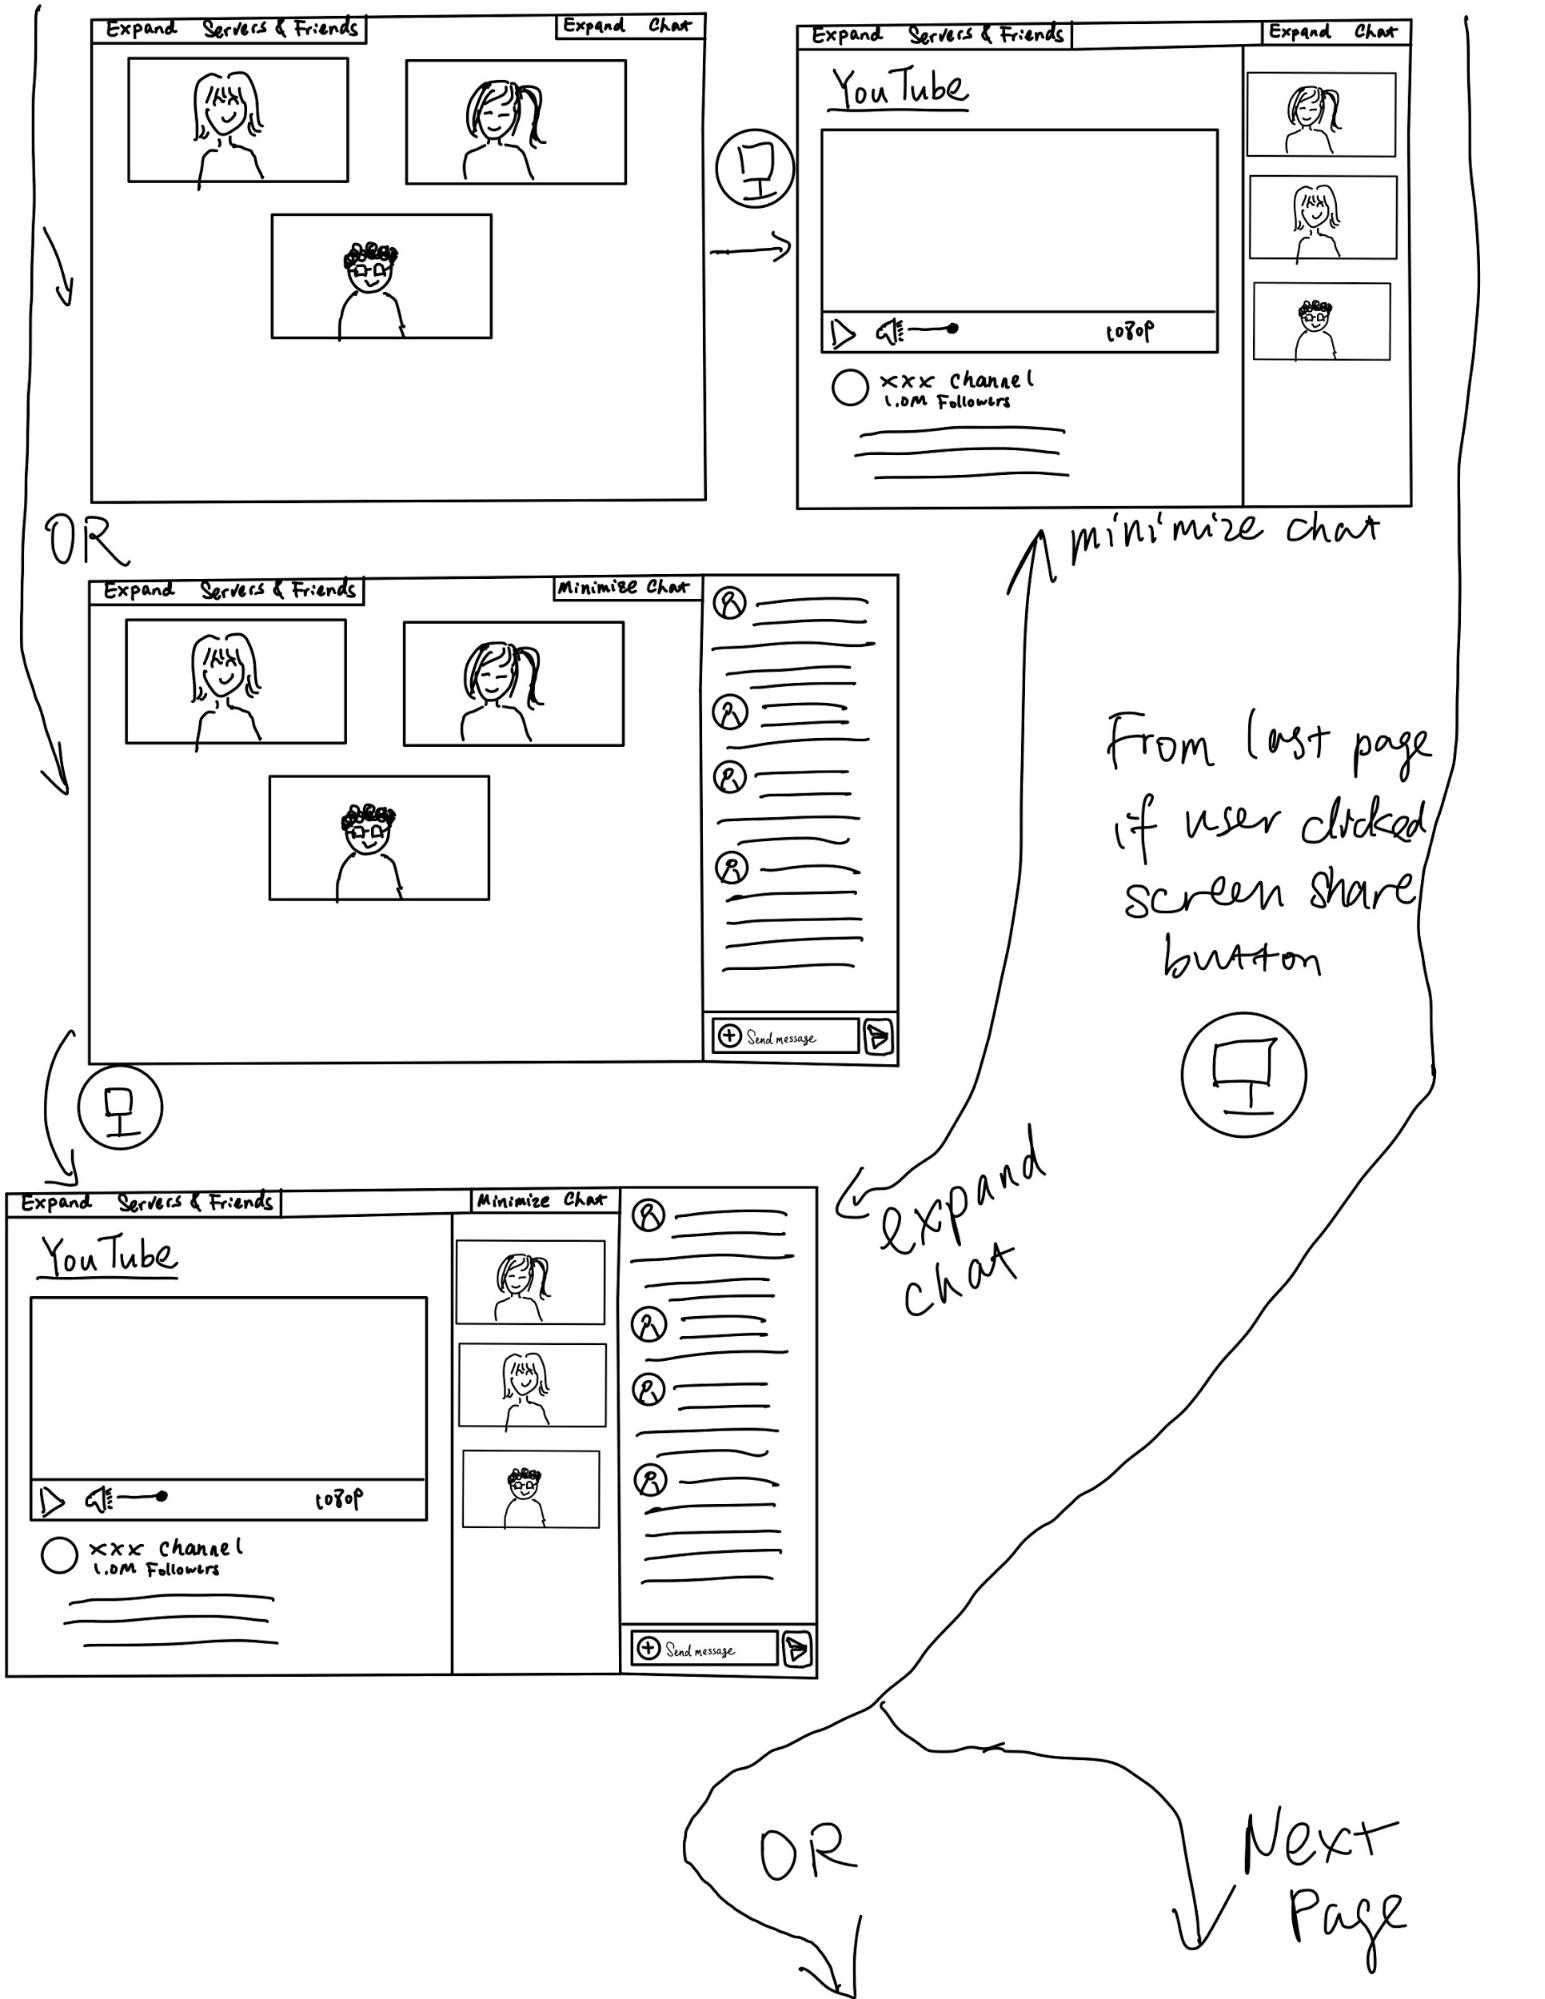 Expand Servers & Friends
Expand Chat
Expand Servers & Friends
Expand Chat
YouTube
1080p
xxx Channel
1.0M Followers
OR
minimize chat
Expand Servers & Friends
Minimize Chat
Send message
From last page
if user clicked
screen share
button
expand
chat
Expand Servers & Friends
Minimize Chat
YouTube
1080p
xxx Channel
1.0M Followers
Send message
OR
Next
Page